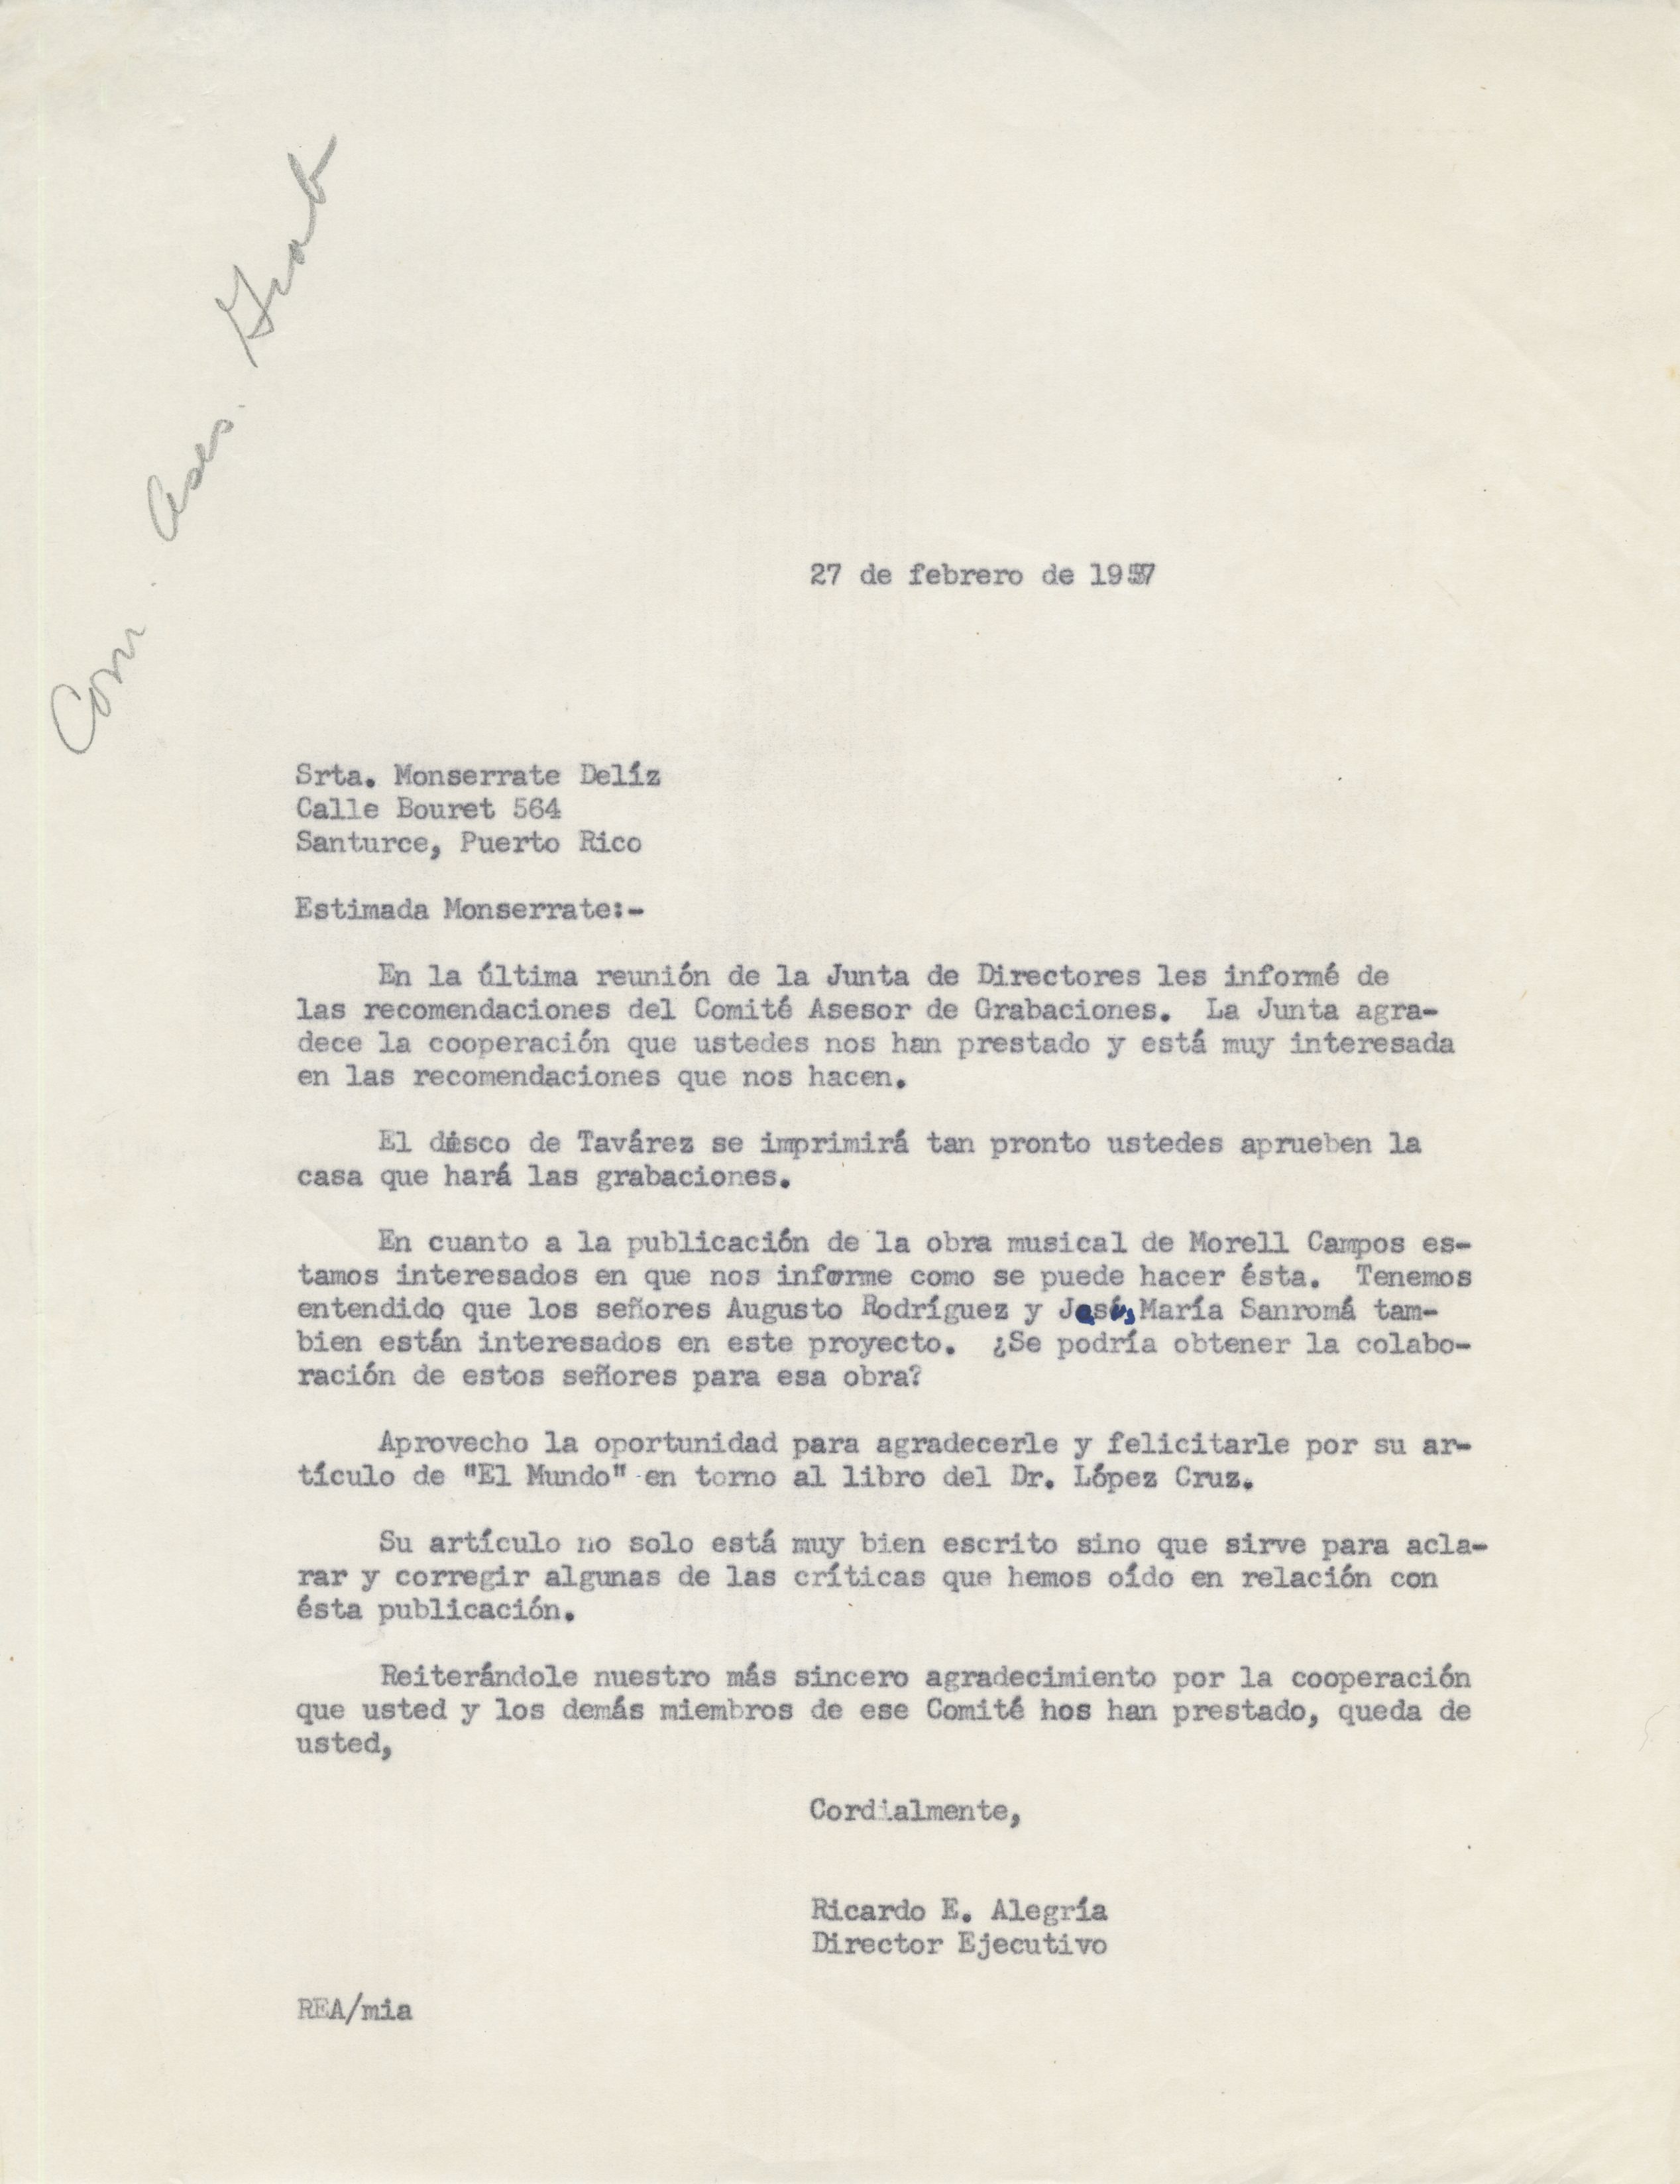 Com. Ases. Grab
27 de febrero de 1957
Srta. Monserrate Delíz
Calle Bouret 564
Santurce, Puerto Rico
Estimada Monserrate:-
En la última reunión de la Junta de Directores les informé de
las recomendaciones del Comité Asesor de Grabaciones. La Junta agra-
dece la cooperación que ustedes nos han prestado y está muy interesada
en las recomendaciones que nos hacen.
El disco de Tavárez se imprimirá tan pronto ustedes aprueben la
casa que hará las grabaciones.
En cuanto a la publicación de la obra musical de Morell Campos es-
tamos interesados en que nos informe como se puede hacer ésta. Tenemos
entendido que los señores Augusto Rodríguez y Jesús María Sanromá tam-
bien están interesados en este proyecto. ¿Se podría obtener la colabo-
ración de estos señores para esa obra?
Aprovecho la oportunidad para agradecerle y felicitarle por su ar-
tículo de "El Mundo" en torno al libro del Dr. López Cruz.
Su artículo no solo está muy bien escrito sino que sirve para acla-
rar y corregir algunas de las críticas que hemos oído en relación con
ésta publicación.
Reiterándole nuestro más sincero agradecimiento por la cooperación
que usted y los demás miembros de ese Comité hos han prestado, queda de
usted,
Cordialmente,
Ricardo E. Alegría
Director Ejecutivo
REA/mia